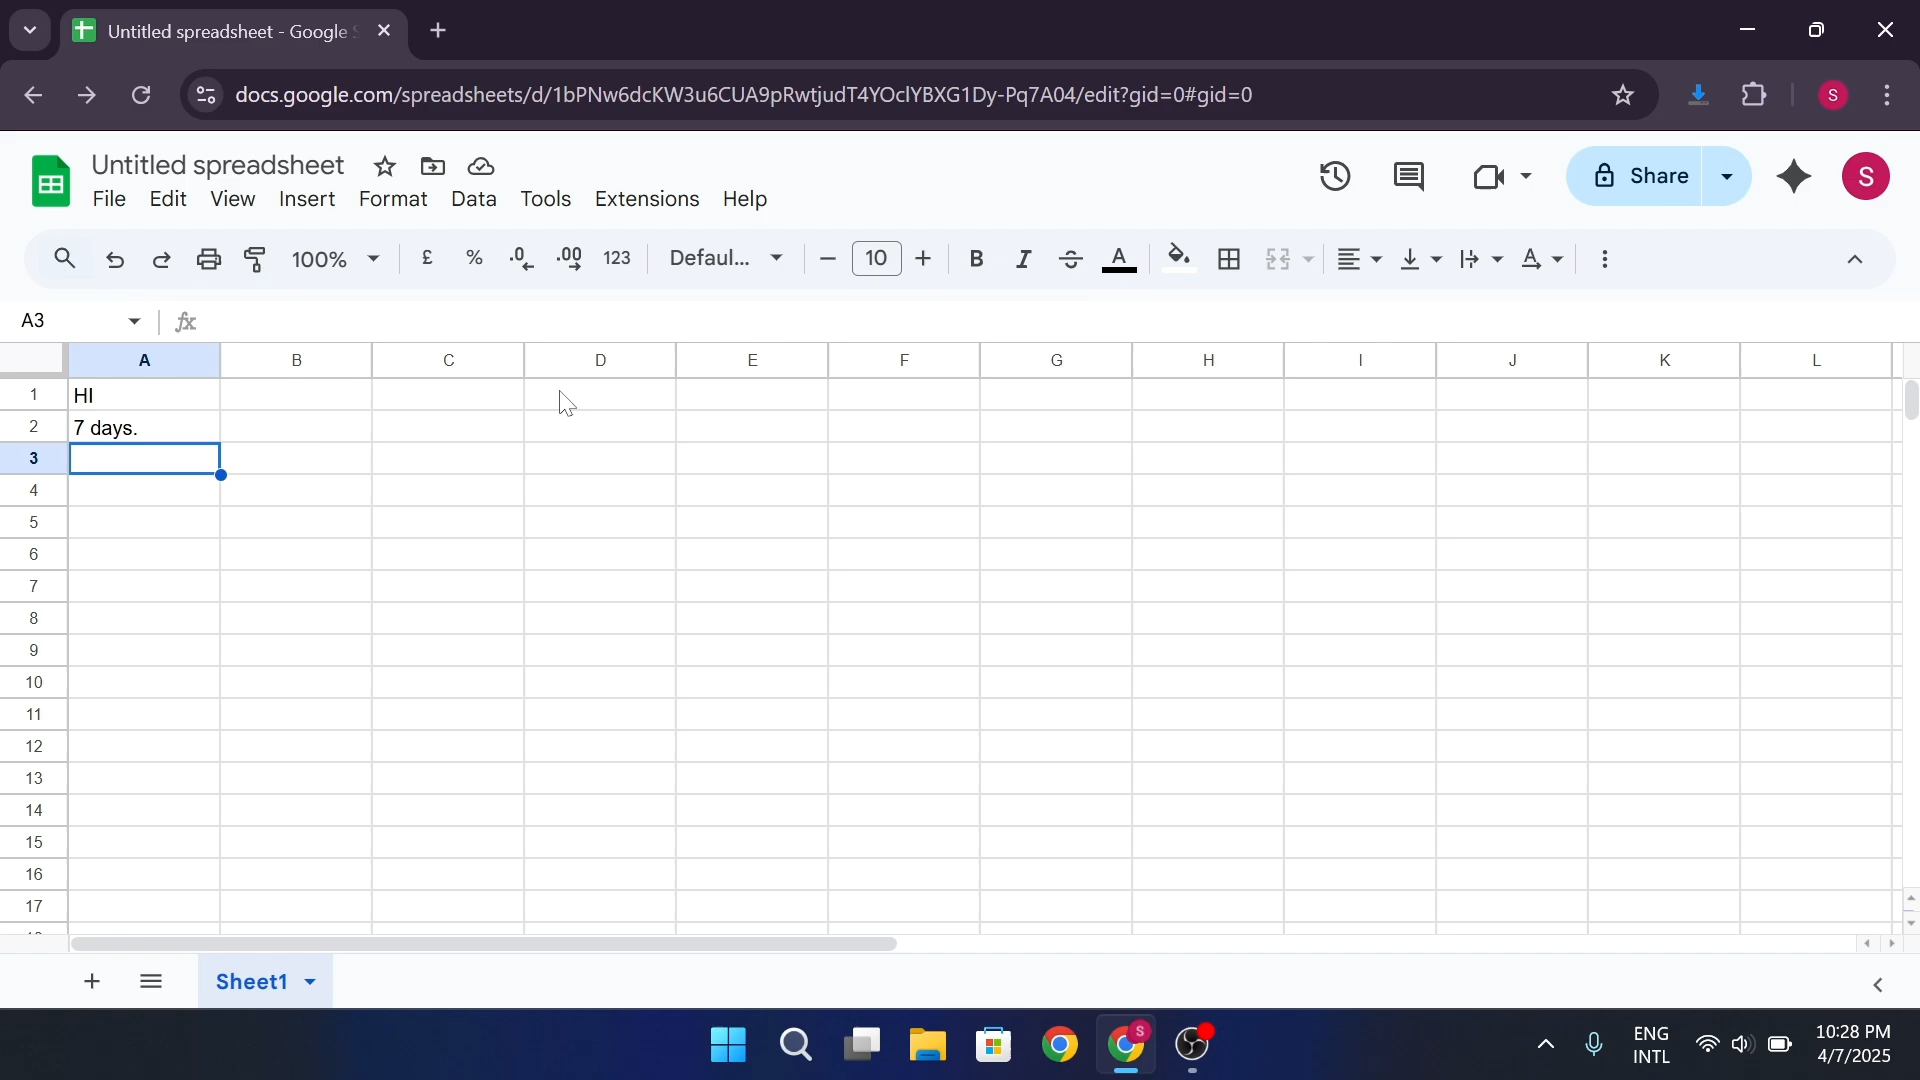 Untitled spreadsheet - Google S
docs.google.com/spreadsheets/d/1bPNw6dcKW3u6CUA9pRwtjudT4YOclYBXG1Dy-Pq7A04/edit?gid=0#gid=0
S
Untitled spreadsheet
File Edit View Insert Format Data Tools Extensions Help
Share
S
100% £ % .0 .00 123 Defaul... 10 B I A A
A3 fx
A B C D E F G H I J K L
1 HI
2 7 days.
3
4
5
6
7
8
9
10
11
12
13
14
15
16
17
Sheet1
S
ENG
INTL
10:28 PM
4/7/2025